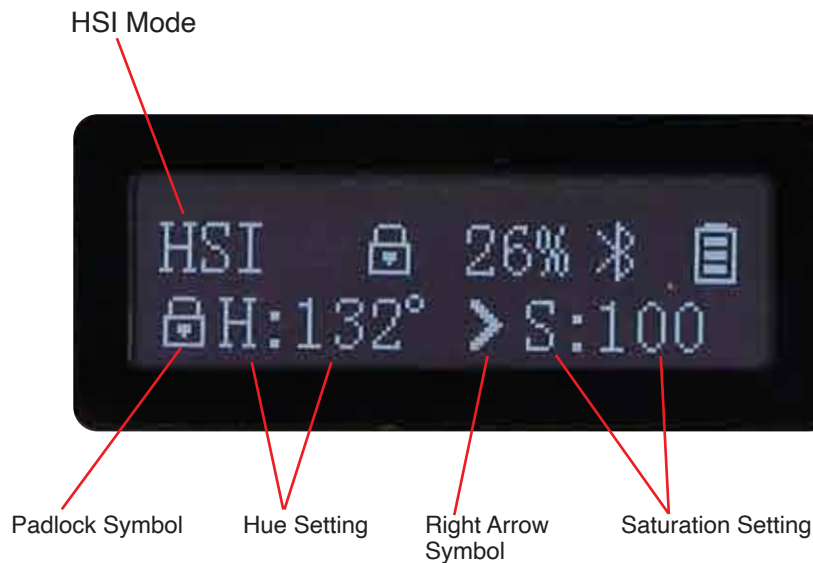 HSI Mode
HSI 26%
H:132° S:100
Padlock Symbol Hue Setting Right Arrow Symbol Saturation Setting